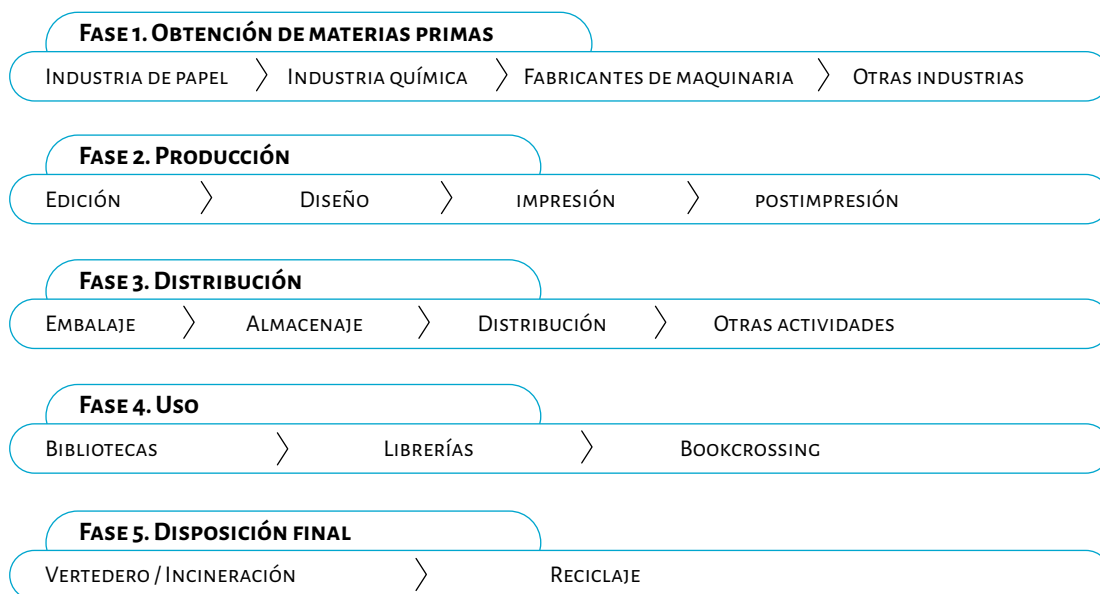 Fase 1. Obtención de materias primas
Industria de papel Industria química Fabricantes de maquinaria Otras industrias
Fase 2. Producción
Edición Diseño impresión postimpresión
Fase 3. Distribución
Embalaje Almacenaje Distribución Otras actividades
Fase 4. Uso
Bibliotecas Librerías Bookcrossing
Fase 5. Disposición final
Vertedero / Incineración Reciclaje